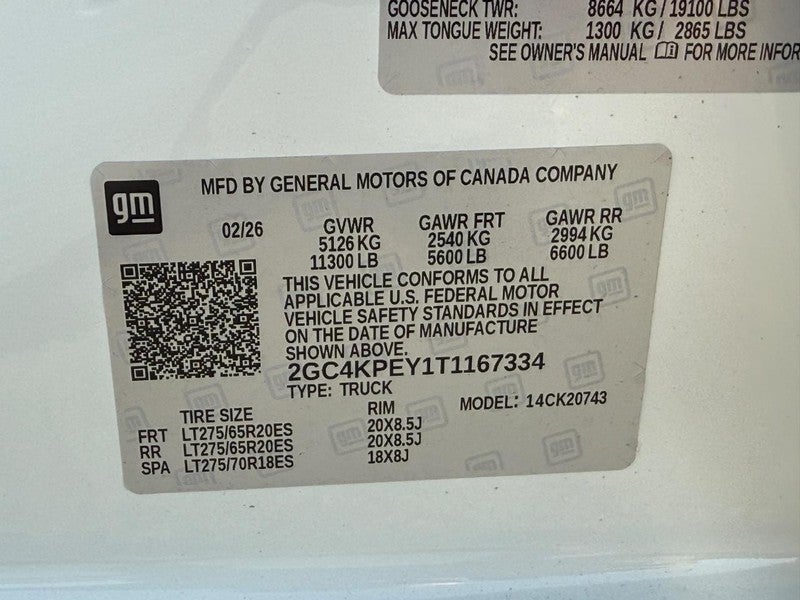 GOOSENECK TWR: 8664 KG/19100 LBS
MAX TONGUE WEIGHT: 1300 KG/ 2865 LBS
SEE OWNER'S MANUAL FOR MORE INFOR
gm MFD BY GENERAL MOTORS OF CANADA COMPANY
02/26 GVWR GAWR FRT GAWR RR
5126 KG 2540 KG 2994 KG
11300 LB 5600 LB 6600 LB
THIS VEHICLE CONFORMS TO ALL
APPLICABLE U.S. FEDERAL MOTOR
VEHICLE SAFETY STANDARDS IN EFFECT
ON THE DATE OF MANUFACTURE
SHOWN ABOVE.
2GC4KPEY1T1167334
TYPE: TRUCK MODEL: 14CK20743
TIRE SIZE RIM
FRT LT275/65R20ES 20X8.5J
RR LT275/65R20ES 20X8.5J
SPA LT275/70R18ES 18X8J